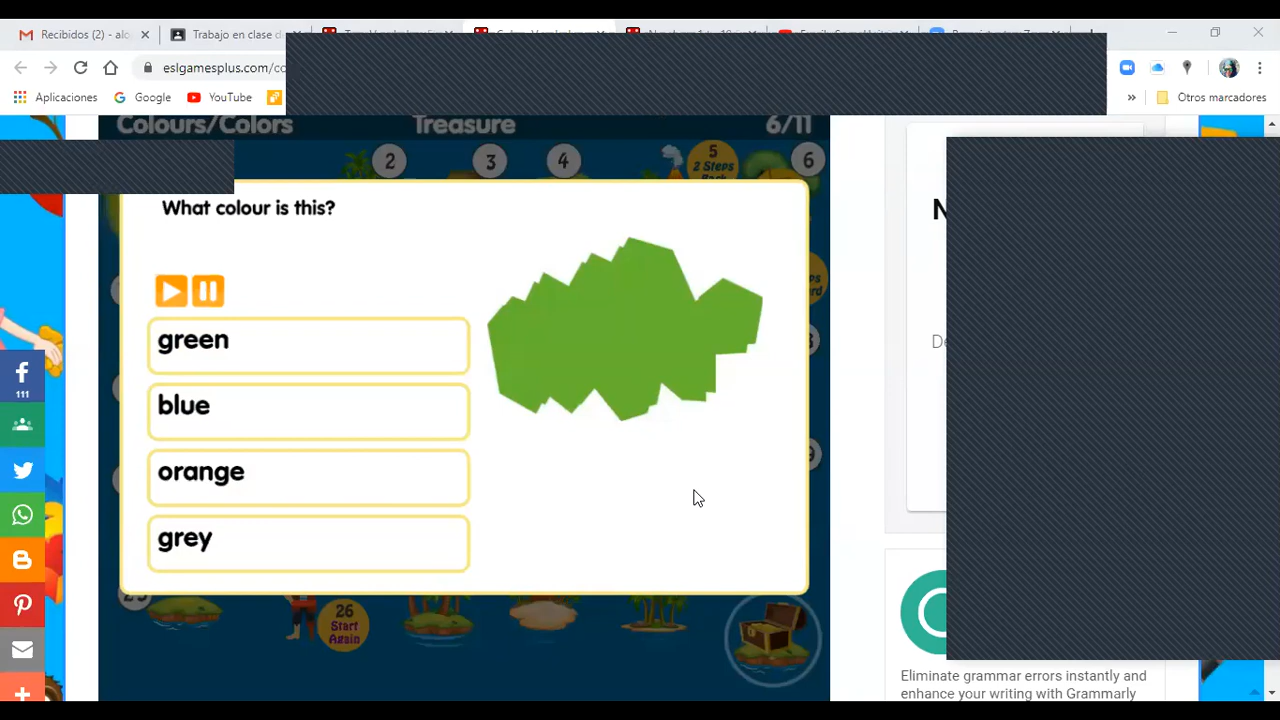 Recibidos (2) - alo
Trabajo en clase d
eslgamesplus.com/co
Aplicaciones
Google
YouTube
»
Otros marcadores
Colours/Colors
Treasure
6/11
2
3
4
5
2 Steps
Back
6
What colour is this?
green
blue
orange
grey
111
26
Start
Again
Eliminate grammar errors instantly and
enhance your writing with Grammarly